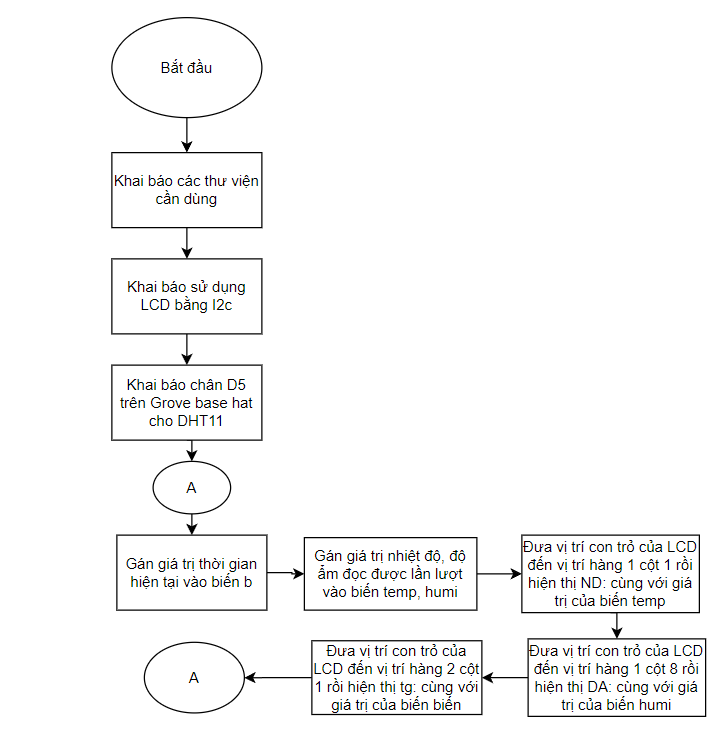 Bắt đầu
Khai báo các thư viện
cần dùng
Khai báo sử dụng
LCD bằng I2c
Khai báo chân D5
trên Grove base hat
cho DHT11
A
Gán giá trị thời gian
hiện tại vào biến b
Gán giá trị nhiệt độ, độ
ẩm đọc được lần lượt
vào biến temp, humi
Đưa vị trí con trỏ của LCD
đến vị trí hàng 1 cột 1 rồi
hiện thị ND: cùng với giá
trị của biến temp
Đưa vị trí con trỏ của LCD
đến vị trí hàng 1 cột 8 rồi
hiện thị DA: cùng với giá
trị của biến humi
Đưa vị trí con trỏ của
LCD đến vị trí hàng 2 cột
1 rồi hiện thị tg: cùng với
giá trị của biến biến
A